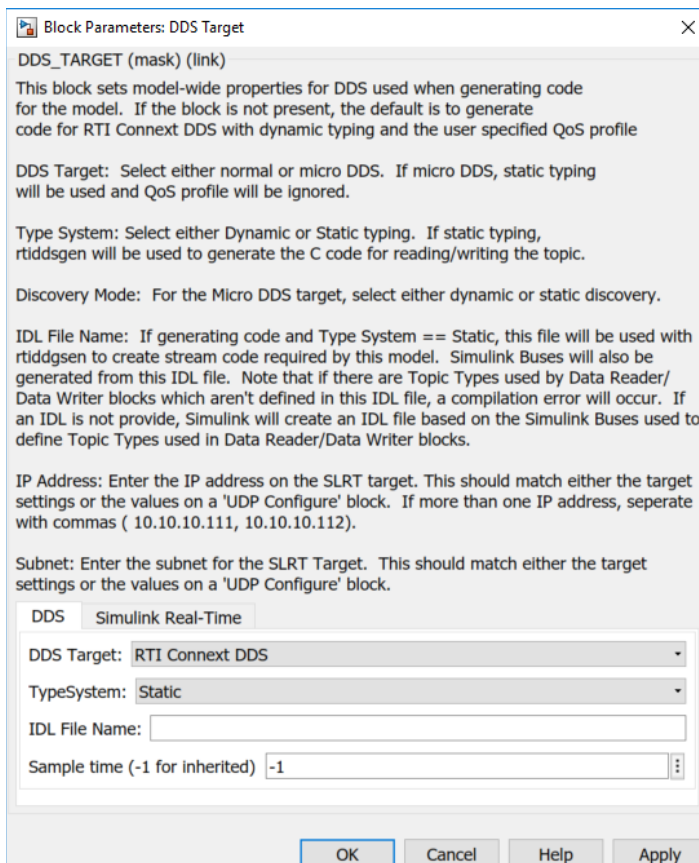 Block Parameters: DDS Target
DDS_TARGET (mask) (link)
This block sets model-wide properties for DDS used when generating code
for the model. If the block is not present, the default is to generate
code for RTI Connext DDS with dynamic typing and the user specified QoS profile
DDS Target: Select either normal or micro DDS. If micro DDS, static typing
will be used and QoS profile will be ignored.
Type System: Select either Dynamic or Static typing. If static typing,
rtiddsgen will be used to generate the C code for reading/writing the topic.
Discovery Mode: For the Micro DDS target, select either dynamic or static discovery.
IDL File Name: If generating code and Type System == Static, this file will be used with
rtiddgsen to create stream code required by this model. Simulink Buses will also be
generated from this IDL file. Note that if there are Topic Types used by Data Reader/
Data Writer blocks which aren't defined in this IDL file, a compilation error will occur. If
an IDL is not provide, Simulink will create an IDL file based on the Simulink Buses used to
define Topic Types used in Data Reader/Data Writer blocks.
IP Address: Enter the IP address on the SLRT target. This should match either the target
settings or the values on a 'UDP Configure' block. If more than one IP address, seperate
with commas ( 10.10.10.111, 10.10.10.112).
Subnet: Enter the subnet for the SLRT Target. This should match either the target
settings or the values on a 'UDP Configure' block.
DDS Simulink Real-Time
DDS Target: RTI Connext DDS
TypeSystem: Static
IDL File Name:
Sample time (-1 for inherited) -1
OK Cancel Help Apply